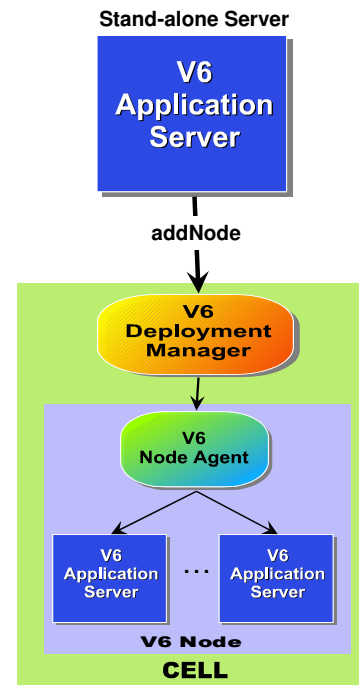 Stand-alone Server
V6
Application
Server
addNode
V6
Deployment
Manager
V6
Node Agent
V6
Application
Server
...
V6
Application
Server
V6 Node
CELL